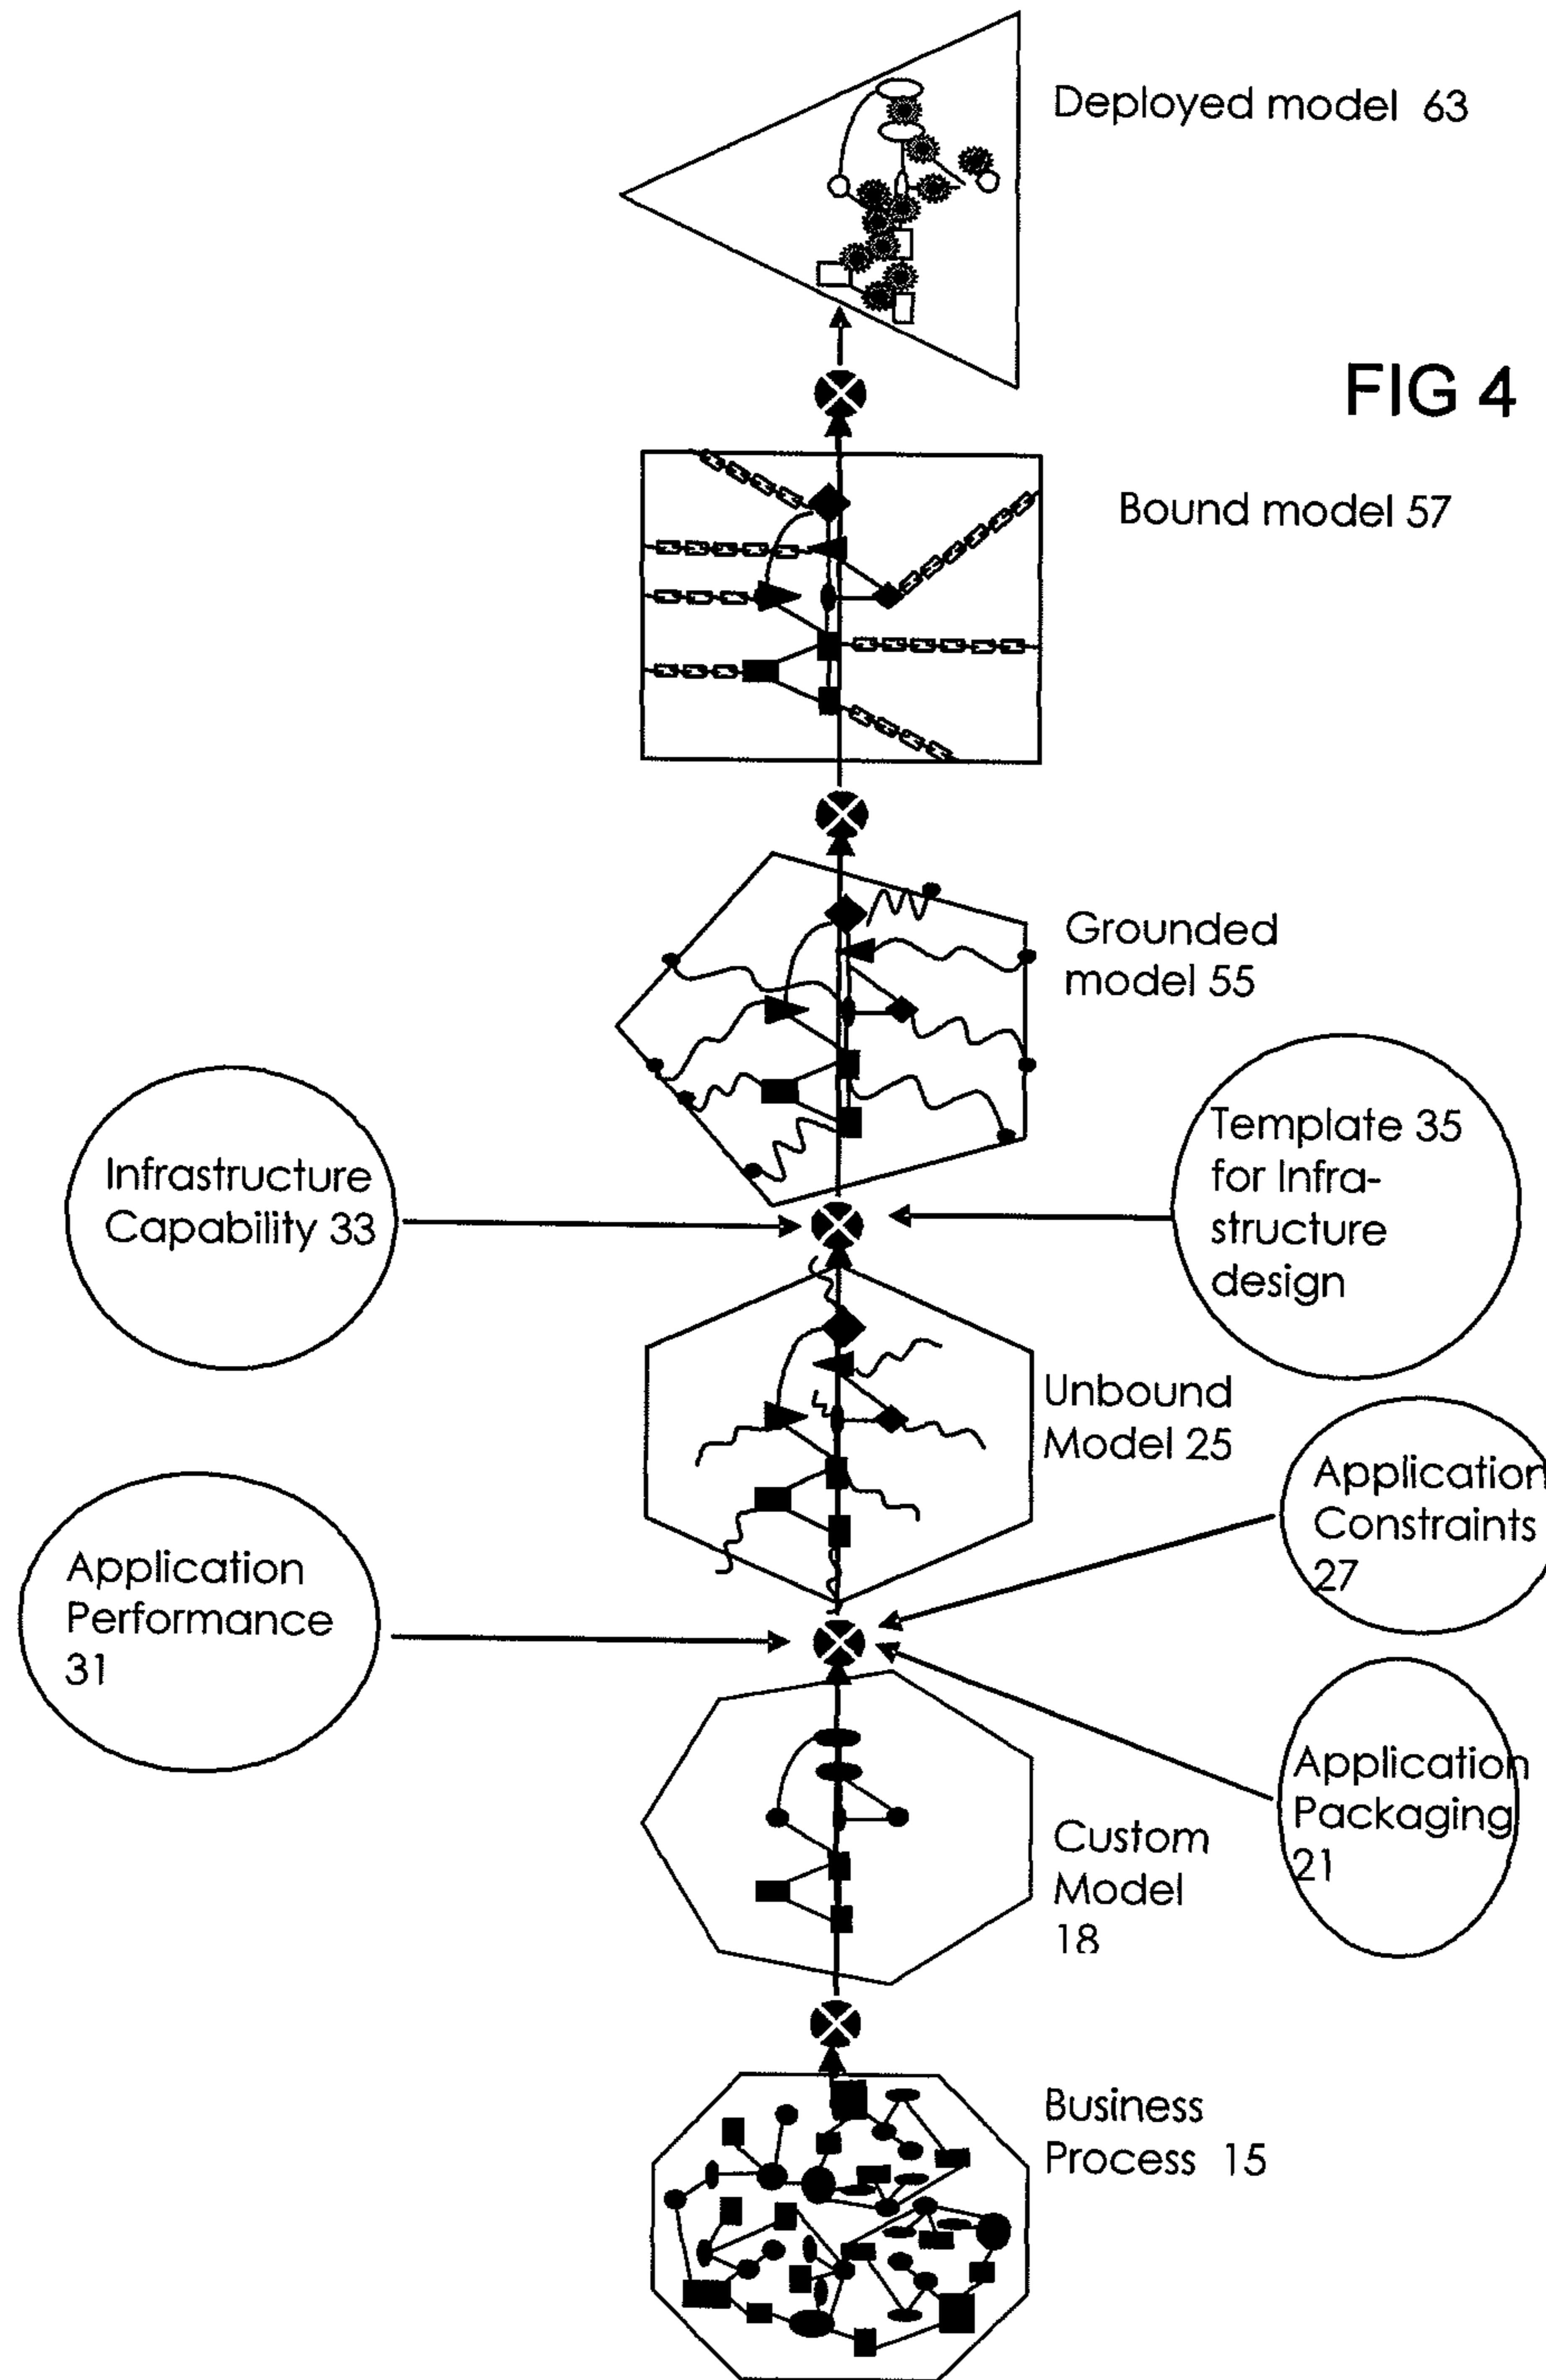 Deployed model 63
FIG 4
Bound model 57
Grounded
model 55
Infrastructure
Capability 33
Template 35
for Infra-
structure
design
Unbound
Model 25
Application
Constraints
27
Application
Performance
31
Application
Packaging
21
Custom
Model
18
Business
Process 15